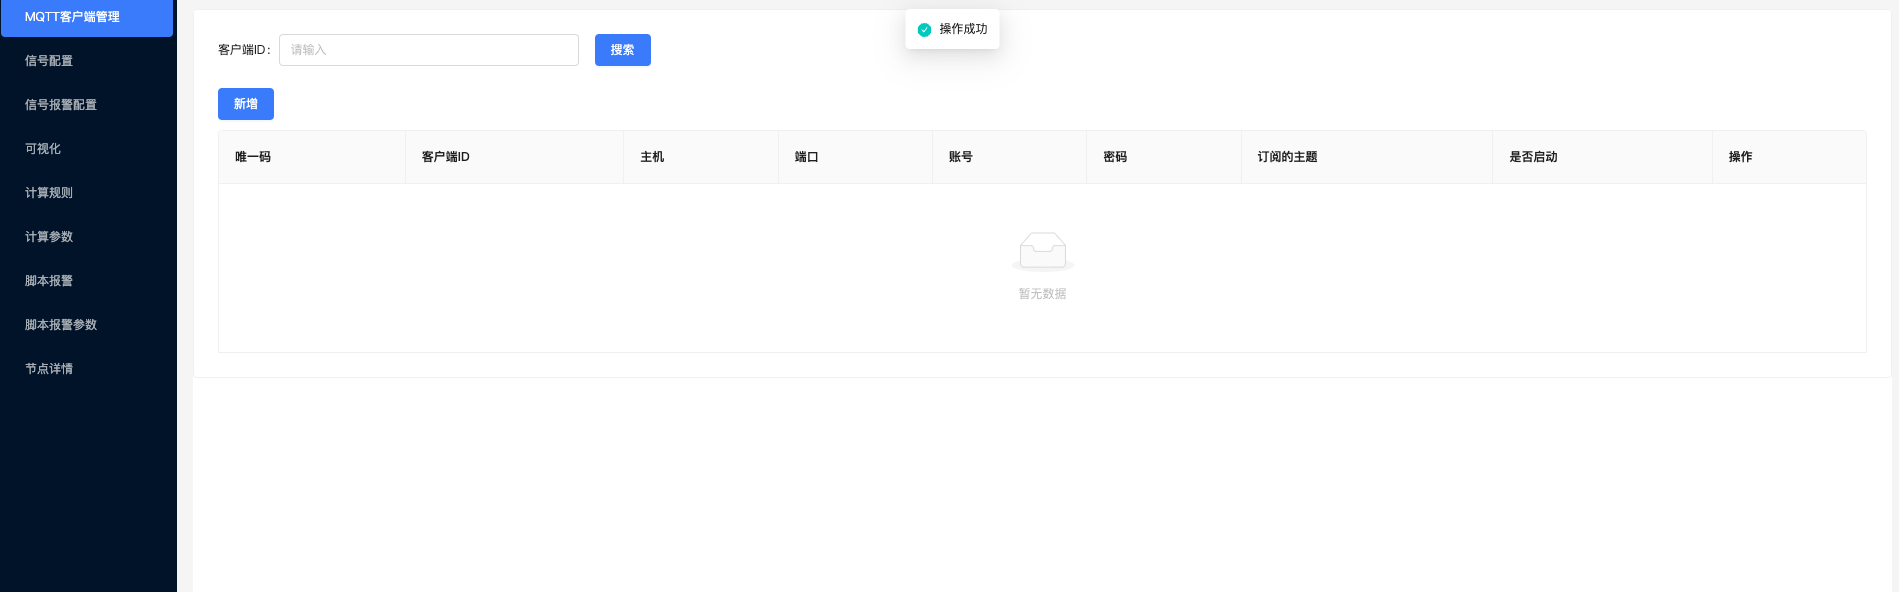 MQTT客户端管理
信号配置
信号报警配置
可视化
计算规则
计算参数
脚本报警
脚本报警参数
节点详情
操作成功
客户端ID： 请输入 搜索
新增
唯一码 客户端ID 主机 端口 账号 密码 订阅的主题 是否启动 操作
暂无数据